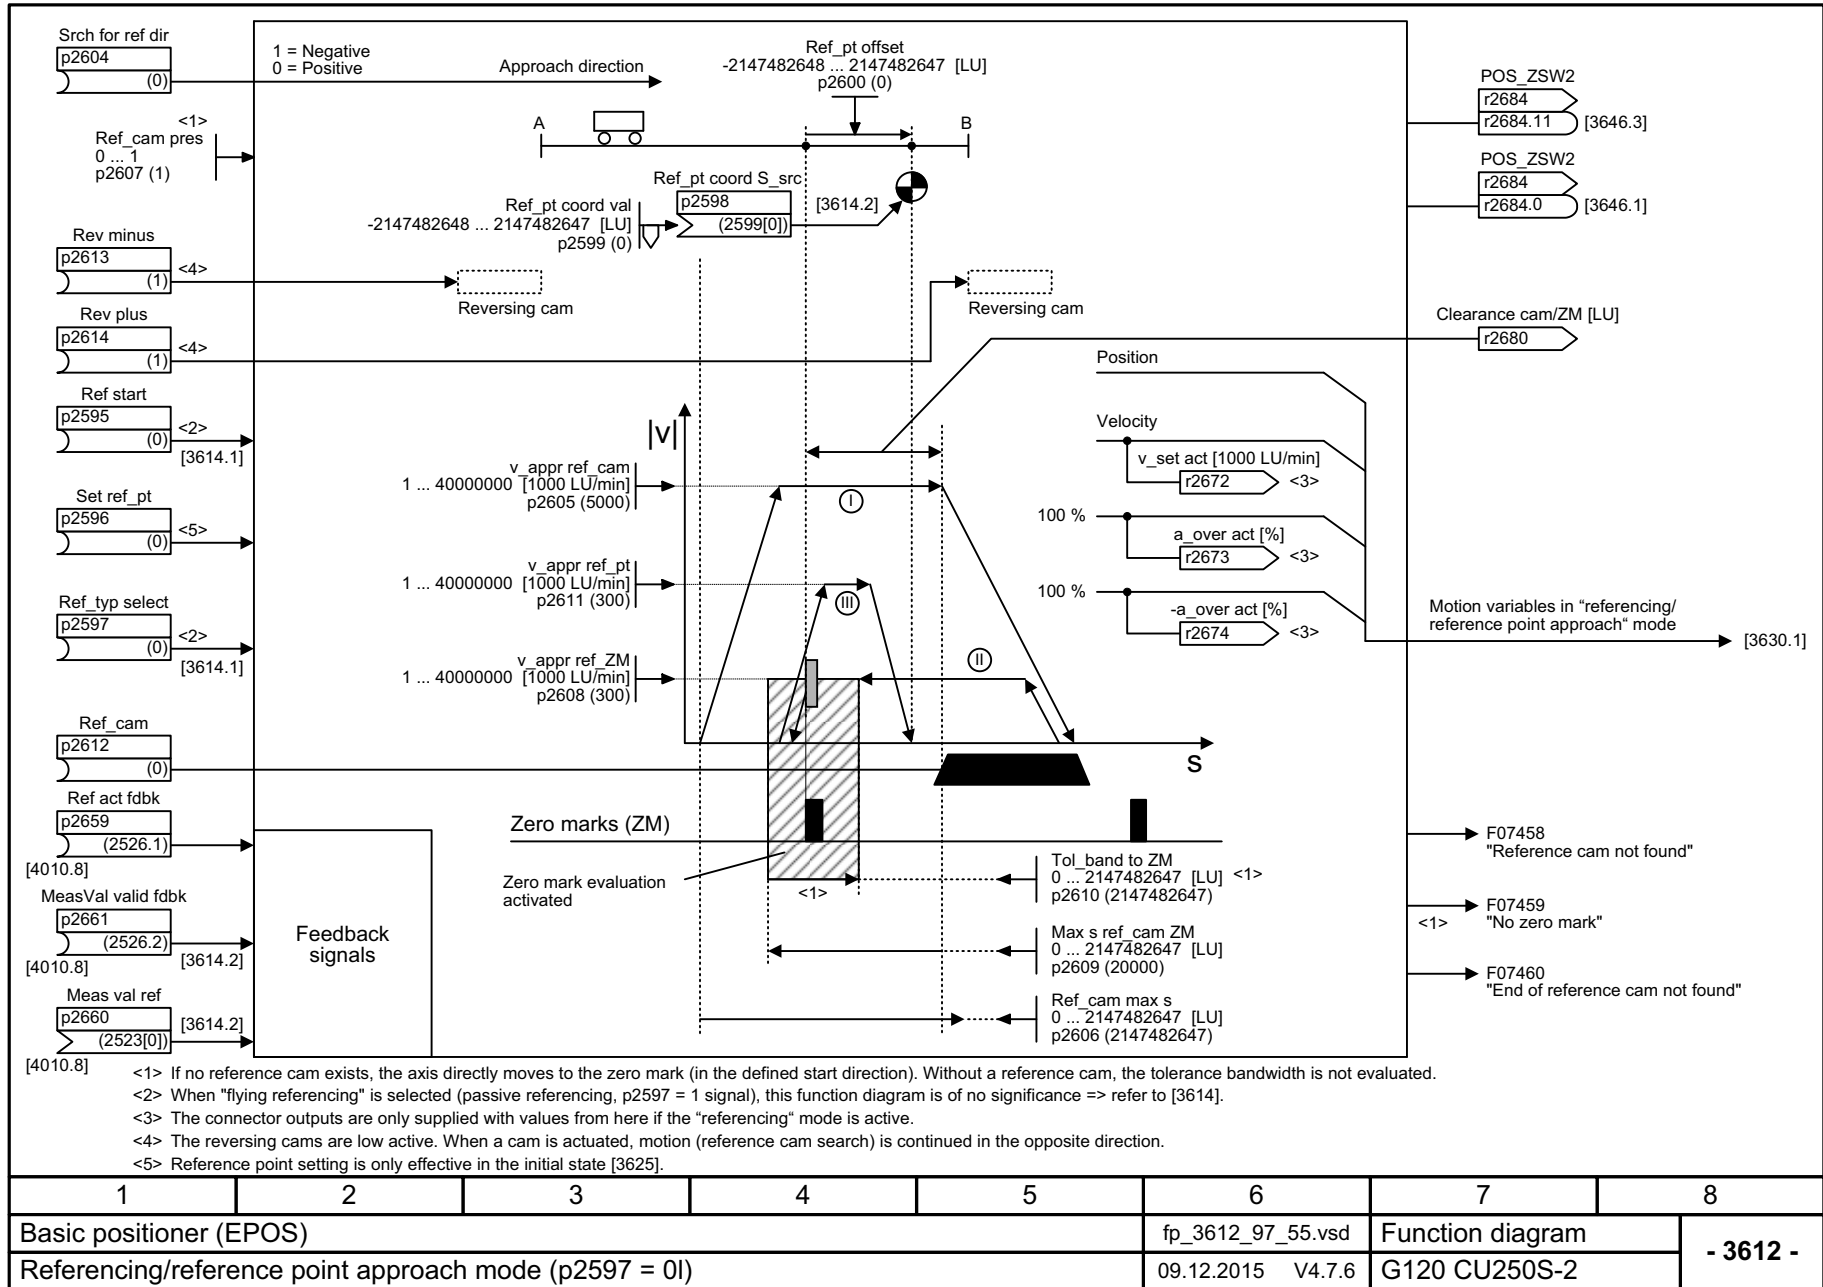 Srch for ref dir
p2604
(0)
1 = Negative
0 = Positive
Approach direction
Ref_pt offset
-2147482648 ... 2147482647 [LU]
p2600 (0)
<1>
Ref_cam pres
0 ... 1
p2607 (1)
A
B
Ref_pt coord S_src
p2598
(2599[0])
[3614.2]
Ref_pt coord val
-2147482648 ... 2147482647 [LU]
p2599 (0)
POS_ZSW2
r2684
r2684.11
[3646.3]
POS_ZSW2
r2684
r2684.0
[3646.1]
Rev minus
p2613
(1)
<4>
Reversing cam
Reversing cam
Rev plus
p2614
(1)
<4>
Clearance cam/ZM [LU]
r2680
Ref start
p2595
(0)
<2>
[3614.1]
Set ref_pt
p2596
(0)
<5>
Ref_typ select
p2597
(0)
<2>
[3614.1]
|v|
v_appr ref_cam
1 ... 40000000 [1000 LU/min]
p2605 (5000)
I
v_appr ref_pt
1 ... 40000000 [1000 LU/min]
p2611 (300)
III
v_appr ref_ZM
1 ... 40000000 [1000 LU/min]
p2608 (300)
II
s
Position
Velocity
v_set act [1000 LU/min]
r2672
<3>
100 %
a_over act [%]
r2673
<3>
100 %
-a_over act [%]
r2674
<3>
Motion variables in “referencing/
reference point approach“ mode
[3630.1]
Ref_cam
p2612
(0)
Ref act fdbk
p2659
(2526.1)
[4010.8]
MeasVal valid fdbk
p2661
(2526.2)
[4010.8]
[3614.2]
Meas val ref
p2660
(2523[0])
[3614.2]
[4010.8]
Feedback
signals
Zero marks (ZM)
Zero mark evaluation
activated
<1>
Tol_band to ZM
0 ... 2147482647 [LU]
p2610 (2147482647)
<1>
Max s ref_cam ZM
0 ... 2147482647 [LU]
p2609 (20000)
Ref_cam max s
0 ... 2147482647 [LU]
p2606 (2147482647)
F07458
"Reference cam not found"
<1>
F07459
"No zero mark"
F07460
"End of reference cam not found"
<1> If no reference cam exists, the axis directly moves to the zero mark (in the defined start direction). Without a reference cam, the tolerance bandwidth is not evaluated.
<2> When "flying referencing" is selected (passive referencing, p2597 = 1 signal), this function diagram is of no significance => refer to [3614].
<3> The connector outputs are only supplied with values from here if the “referencing“ mode is active.
<4> The reversing cams are low active. When a cam is actuated, motion (reference cam search) is continued in the opposite direction.
<5> Reference point setting is only effective in the initial state [3625].
1 2 3 4 5 6 7 8
Basic positioner (EPOS)
fp_3612_97_55.vsd
Function diagram
- 3612 -
Referencing/reference point approach mode (p2597 = 0l)
09.12.2015 V4.7.6
G120 CU250S-2